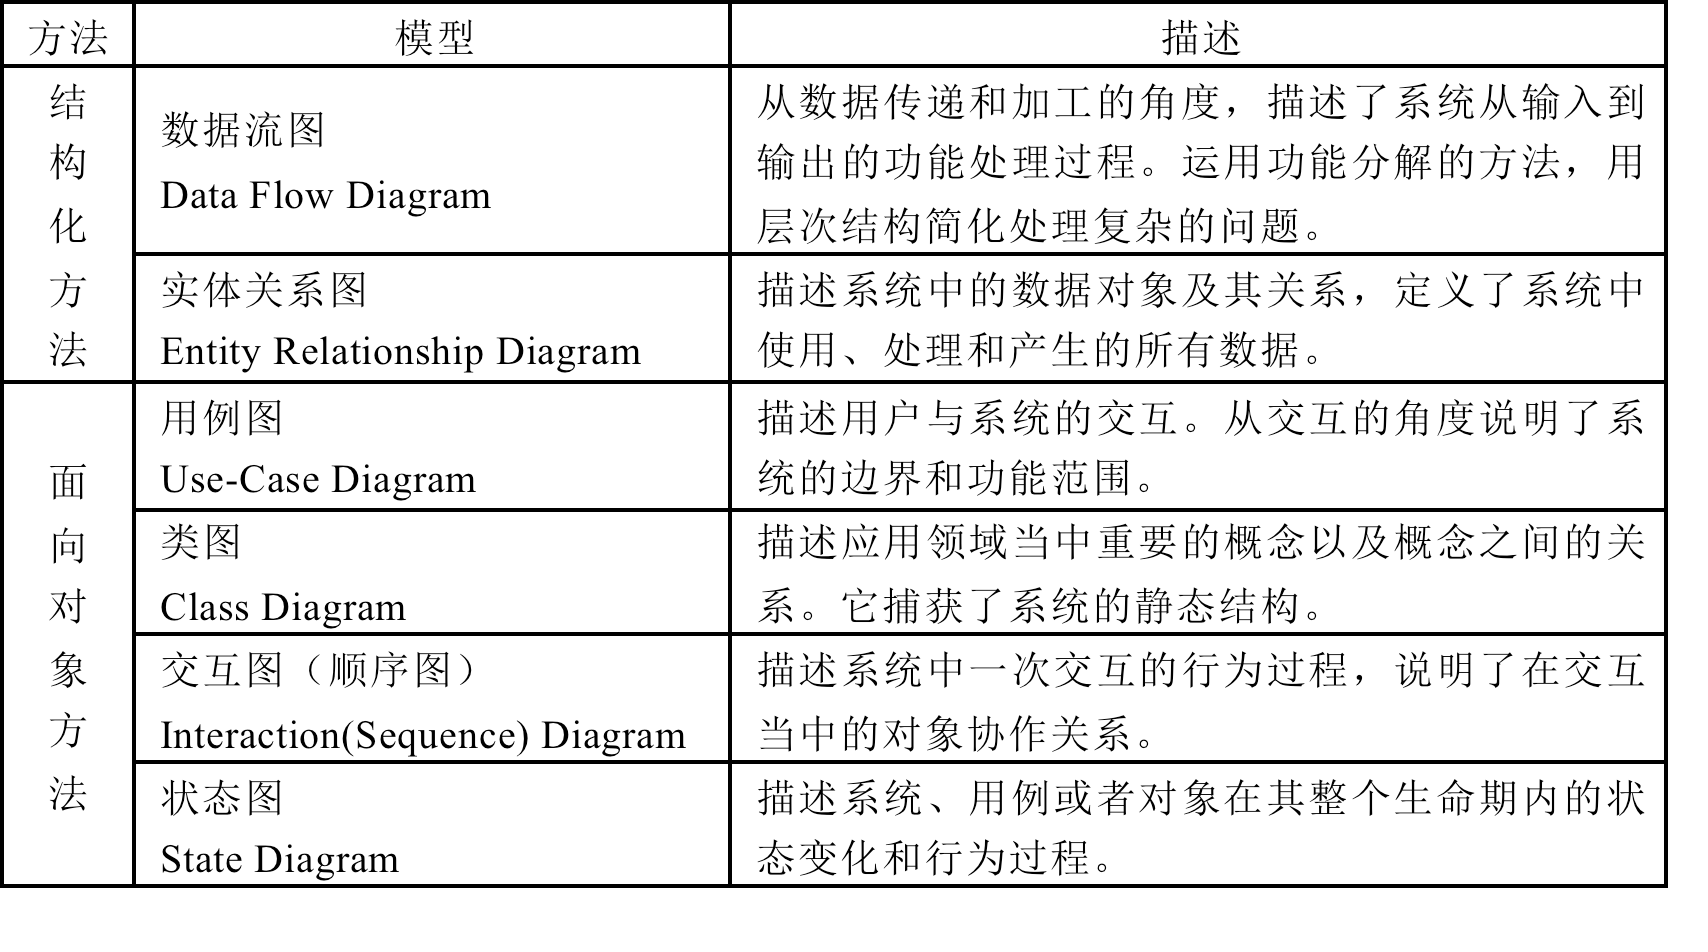 方法 模型 描述
结构化方法
数据流图
Data Flow Diagram
从数据传递和加工的角度，描述了系统从输入到
输出的功能处理过程。运用功能分解的方法，用
层次结构简化处理复杂的问题。
实体关系图
Entity Relationship Diagram
描述系统中的数据对象及其关系，定义了系统中
使用、处理和产生的所有数据。
面向对象方法
用例图
Use-Case Diagram
描述用户与系统的交互。从交互的角度说明了系
统的边界和功能范围。
类图
Class Diagram
描述应用领域当中重要的概念以及概念之间的关
系。它捕获了系统的静态结构。
交互图（顺序图）
Interaction(Sequence) Diagram
描述系统中一次交互的行为过程，说明了在交互
当中的对象协作关系。
状态图
State Diagram
描述系统、用例或者对象在其整个生命期内的状
态变化和行为过程。